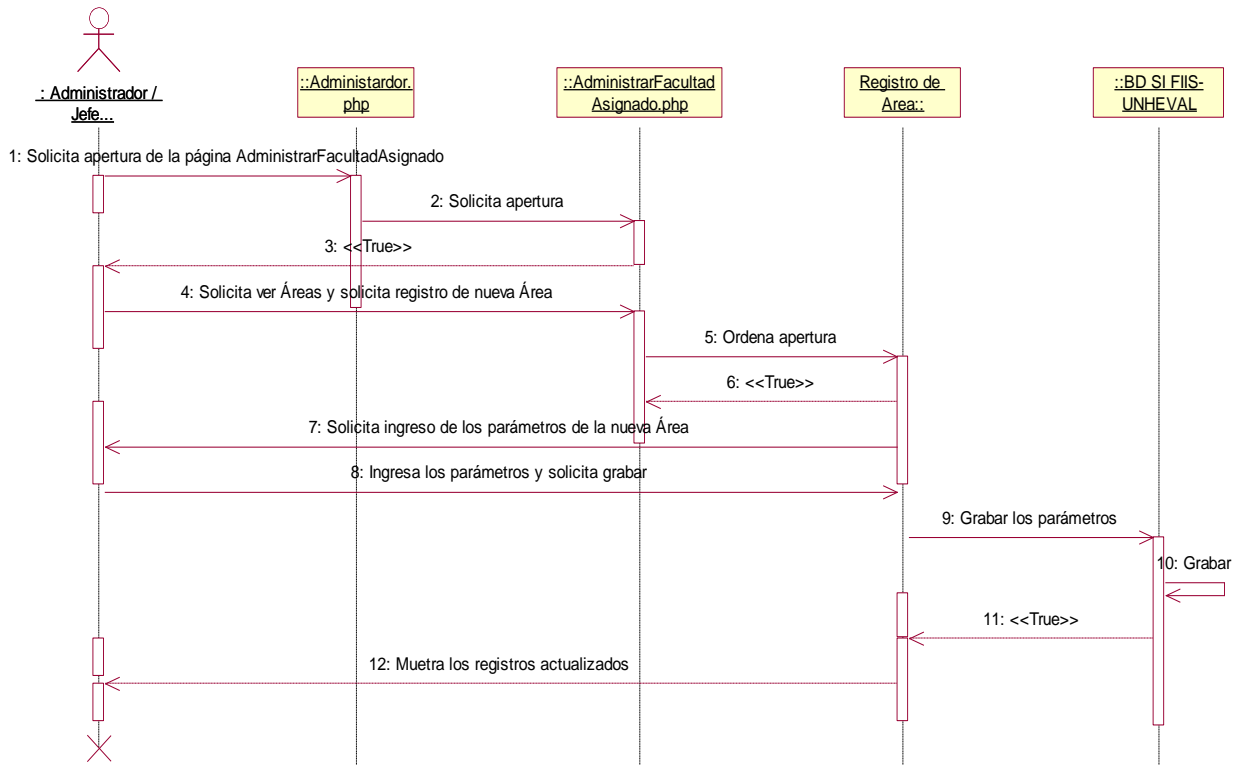 : Administrador /
Jefe...
::Administardor.
php
::AdministrarFacultad
Asignado.php
Registro de
Area::
::BD SI FIIS-
UNHEVAL
1: Solicita apertura de la página AdministrarFacultadAsignado
2: Solicita apertura
3: <<True>>
4: Solicita ver Áreas y solicita registro de nueva Área
5: Ordena apertura
6: <<True>>
7: Solicita ingreso de los parámetros de la nueva Área
8: Ingresa los parámetros y solicita grabar
9: Grabar los parámetros
10: Grabar
11: <<True>>
12: Muetra los registros actualizados